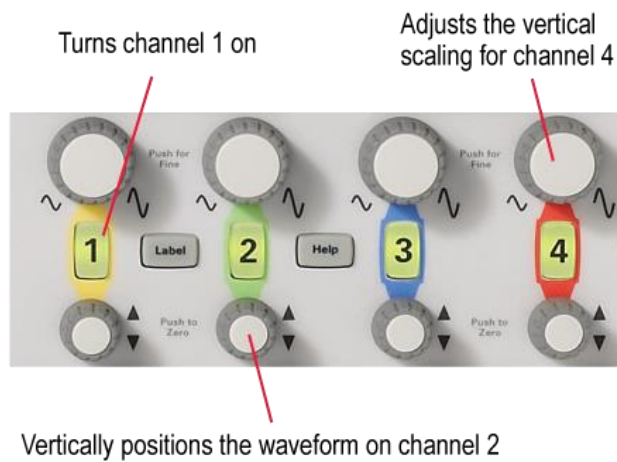 Turns channel 1 on
Adjusts the vertical
scaling for channel 4
Push for
Fine
Push for
Fine
1
Label
2
Help
3
4
Push to
Zero
Push to
Zero
Vertically positions the waveform on channel 2